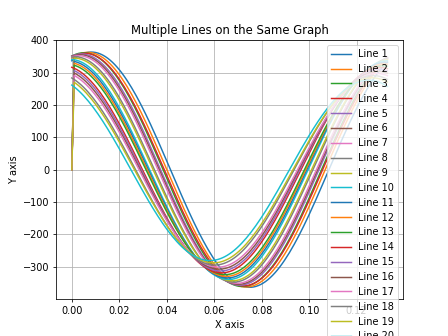 Multiple Lines on the Same Graph
400
300
200
100
0
−100
−200
−300
Y axis
0.00
0.02
0.04
0.06
0.08
0.10
X axis
Line 1
Line 2
Line 3
Line 4
Line 5
Line 6
Line 7
Line 8
Line 9
Line 10
Line 11
Line 12
Line 13
Line 14
Line 15
Line 16
Line 17
Line 18
Line 19
Line 20